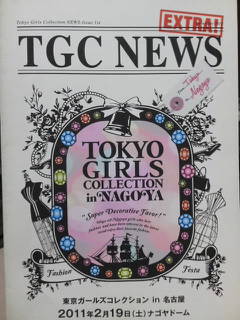 Tokyo Girls Collection NEWS Issue
EXTRA!
TGC NEWS
From Tokyo
Nagoya
TOKYO
GIRLS
COLLECTION
in NAGOYA
"Super Decorative Favor!"
Fashion
Festa
東京ガールズコレクション in 名古屋
2011年2月19日(土)ナゴヤドーム